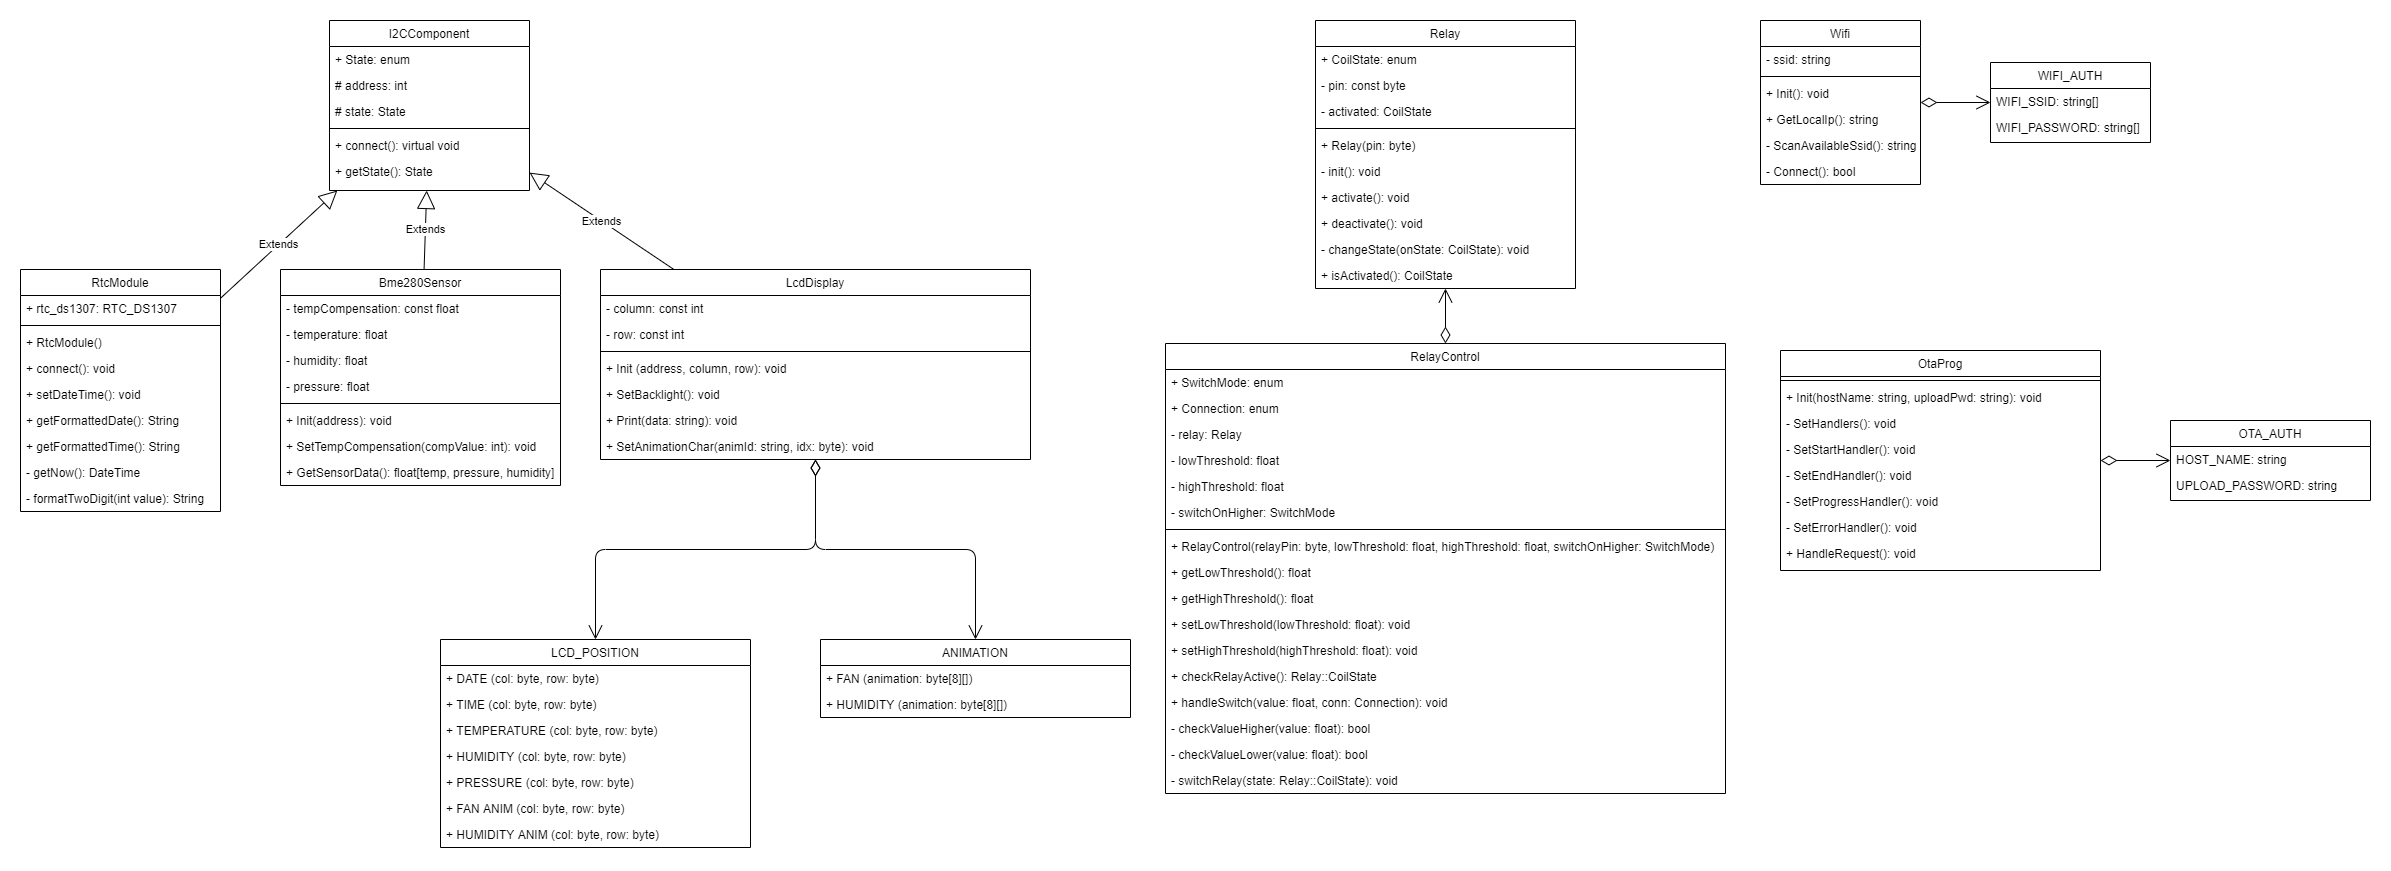 I2CComponent
+ State: enum
# address: int
# state: State
+ connect(): virtual void
+ getState(): State
Extends
Extends
Extends
RtcModule
+ rtc_ds1307: RTC_DS1307
+ RtcModule()
+ connect(): void
+ setDateTime(): void
+ getFormattedDate(): String
+ getFormattedTime(): String
- getNow(): DateTime
- formatTwoDigit(int value): String
Bme280Sensor
- tempCompensation: const float
- temperature: float
- humidity: float
- pressure: float
+ Init(address): void
+ SetTempCompensation(compValue: int): void
+ GetSensorData(): float[temp, pressure, humidity]
LcdDisplay
- column: const int
- row: const int
+ Init (address, column, row): void
+ SetBacklight(): void
+ Print(data: string): void
+ SetAnimationChar(animId: string, idx: byte): void
LCD_POSITION
+ DATE (col: byte, row: byte)
+ TIME (col: byte, row: byte)
+ TEMPERATURE (col: byte, row: byte)
+ HUMIDITY (col: byte, row: byte)
+ PRESSURE (col: byte, row: byte)
+ FAN ANIM (col: byte, row: byte)
+ HUMIDITY ANIM (col: byte, row: byte)
ANIMATION
+ FAN (animation: byte[8][])
+ HUMIDITY (animation: byte[8][])
Relay
+ CoilState: enum
- pin: const byte
- activated: CoilState
+ Relay(pin: byte)
- init(): void
+ activate(): void
+ deactivate(): void
- changeState(onState: CoilState): void
+ isActivated(): CoilState
RelayControl
+ SwitchMode: enum
+ Connection: enum
- relay: Relay
- lowThreshold: float
- highThreshold: float
- switchOnHigher: SwitchMode
+ RelayControl(relayPin: byte, lowThreshold: float, highThreshold: float, switchOnHigher: SwitchMode)
+ getLowThreshold(): float
+ getHighThreshold(): float
+ setLowThreshold(lowThreshold: float): void
+ setHighThreshold(highThreshold: float): void
+ checkRelayActive(): Relay::CoilState
+ handleSwitch(value: float, conn: Connection): void
- checkValueHigher(value: float): bool
- checkValueLower(value: float): bool
- switchRelay(state: Relay::CoilState): void
Wifi
- ssid: string
+ Init(): void
+ GetLocalIp(): string
- ScanAvailableSsid(): string
- Connect(): bool
WIFI_AUTH
WIFI_SSID: string[]
WIFI_PASSWORD: string[]
OtaProg
+ Init(hostName: string, uploadPwd: string): void
- SetHandlers(): void
- SetStartHandler(): void
- SetEndHandler(): void
- SetProgressHandler(): void
- SetErrorHandler(): void
+ HandleRequest(): void
OTA_AUTH
HOST_NAME: string
UPLOAD_PASSWORD: string